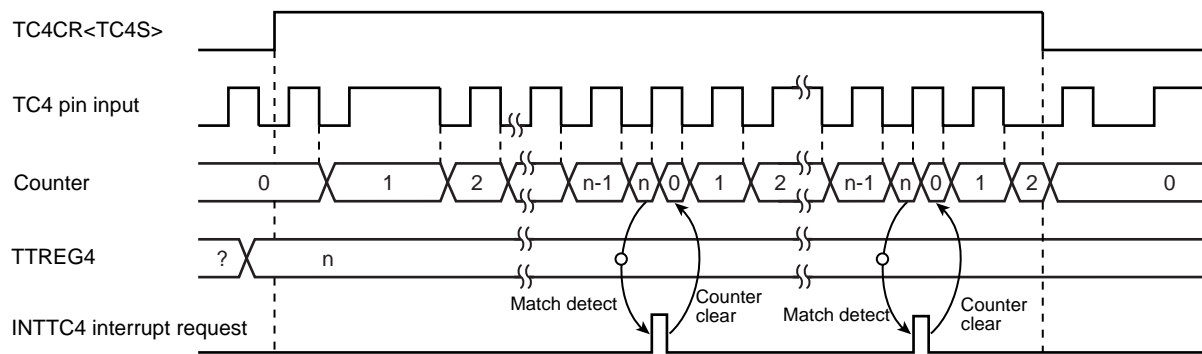 TC4CR<TC4S>
TC4 pin input
Counter
0 1 2 n-1 n 0 1 2 n-1 n 0 1 2 0
TTREG4
? n
Match detect
Counter
clear
Match detect
Counter
clear
INTTC4 interrupt request